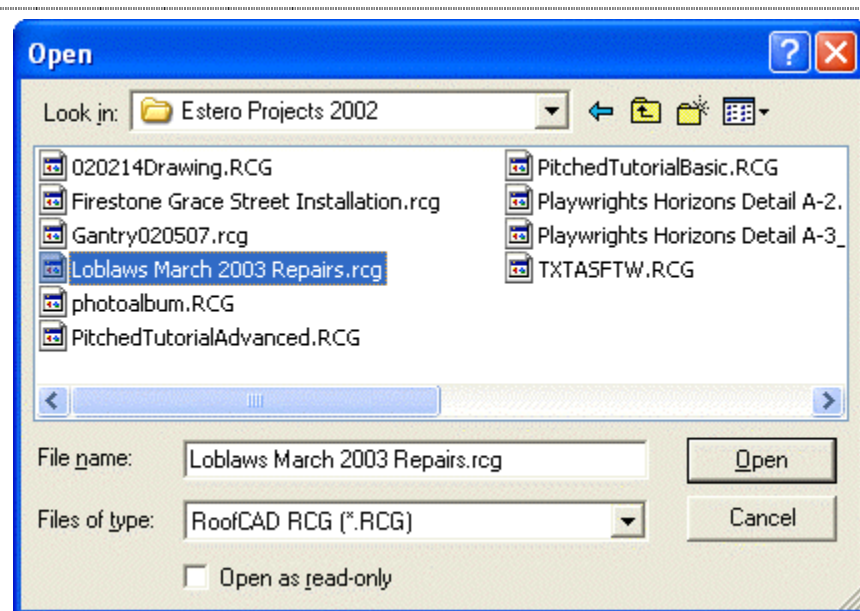 Open
Look in: Estero Projects 2002
020214Drawing.RCG
Firestone Grace Street Installation.rcg
Gantry020507.rcg
Loblaws March 2003 Repairs.rcg
photoalbum.RCG
PitchedTutorialAdvanced.RCG
PitchedTutorialBasic.RCG
Playwrights Horizons Detail A-2.
Playwrights Horizons Detail A-3_
TXTASFTW.RCG
File name: Loblaws March 2003 Repairs.rcg Open
Files of type: RoofCAD RCG (*.RCG) Cancel
Open as read-only